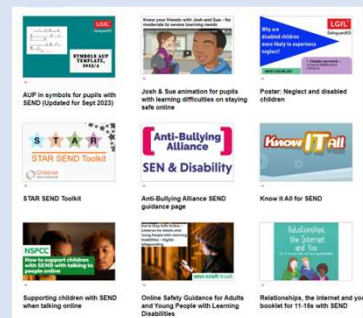 LGfL
SafeguardED
SYMBOLS AUP
TEMPLATE,
2023/4
AUP in symbols for pupils with
SEND (Updated for Sept 2023)
Know your friends with Josh and Sue - for
moderate to severe learning needs
Josh & Sue animation for pupils
with learning difficulties on staying
safe online
LGfL
SafeguardED
Why are
disabled children
more likely to experience
neglect?
Poster: Neglect and disabled
children
S T A R
STAR SEND Toolkit
Childnet
International
STAR SEND Toolkit
Anti-Bullying
Alliance
SEN & Disability
Anti-Bullying Alliance SEND
guidance page
Know IT All
Know it All for SEND
NSPCC
How to support children
with SEND with talking to
people online
Supporting children with SEND
when talking online
ann craft trust
Online Safety Guidance for Adults
and Young People with Learning
Disabilities
Relationships,
the Internet
and You
Relationships, the internet and you
booklet for 11-16s with SEND